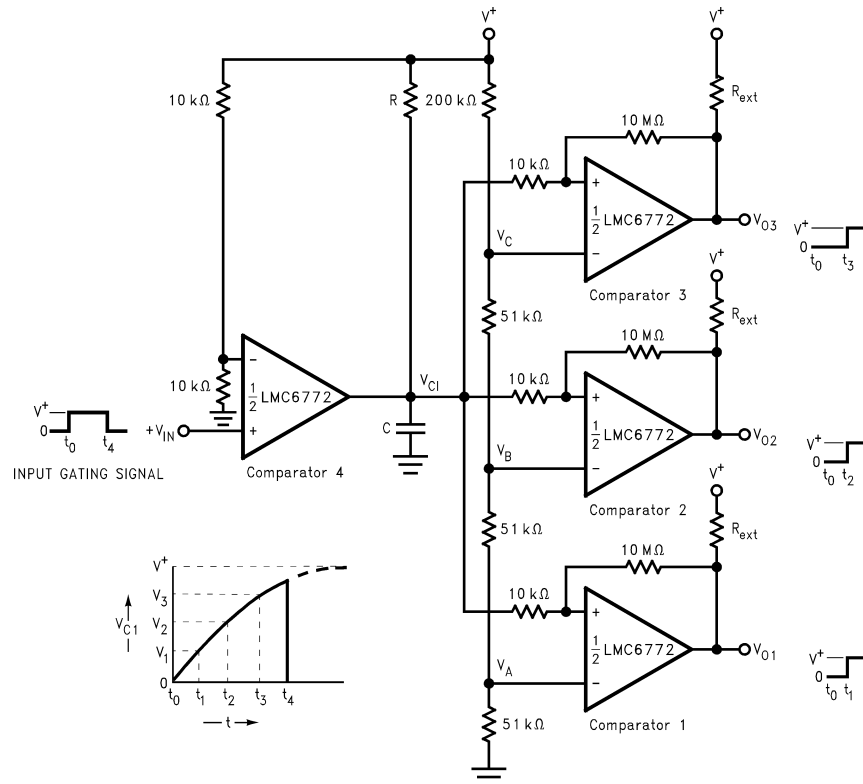 V+ V+
10 kΩ R 200 kΩ Rext
10 MΩ
10 kΩ
+
1/2 LMC6772 VO3
VC
−
V+
0
t0 t3
Comparator 3
V+
51 kΩ Rext
10 MΩ
10 kΩ
−
10 kΩ 1/2 LMC6772
VC1
+
1/2 LMC6772 VO2
V+
0
t0 t4
+VIN
+
C
VB
−
V+
0
t0 t2
INPUT GATING SIGNAL
Comparator 4
Comparator 2
V+
51 kΩ Rext
10 MΩ
V+
V3
V2
V1
0
VC1
t0 t1 t2 t3 t4
t
10 kΩ
+
1/2 LMC6772 VO1
VA
−
V+
0
t0 t1
51 kΩ
Comparator 1